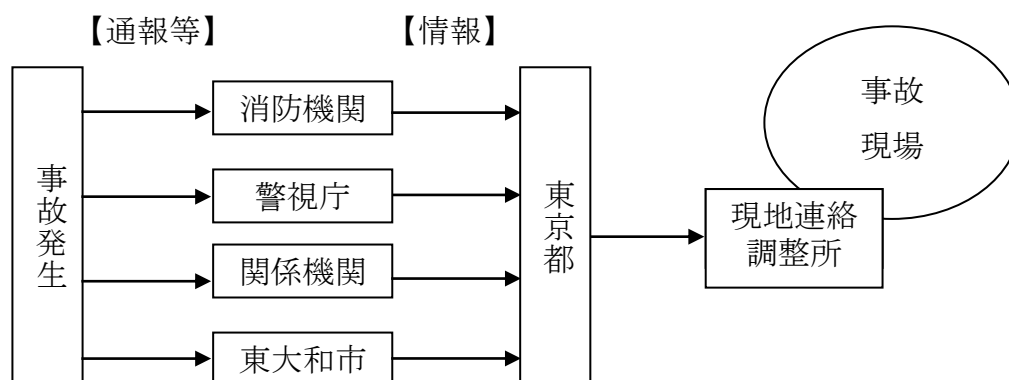 【通報等】
【情報】
事故発生
消防機関
警視庁
関係機関
東大和市
東京都
現地連絡
調整所
事故
現場